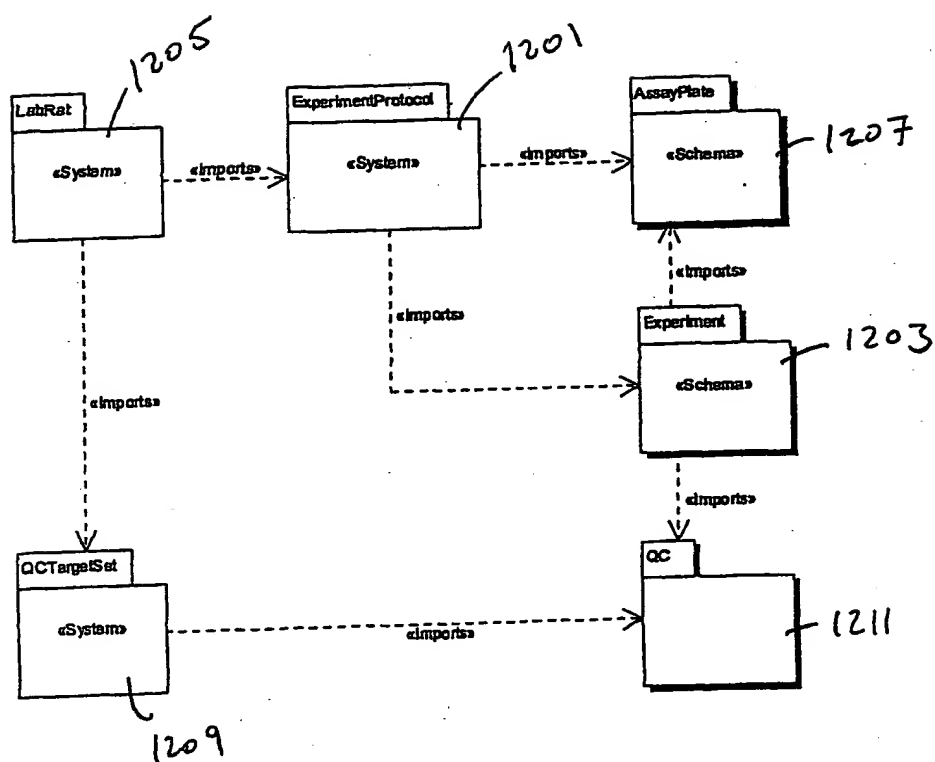 1205
1201
LabRat
ExperimentProtocol
AssayPlate
1207
«System»
«Imports»
«System»
«Imports»
«Schema»
«Imports»
«Imports»
Experiment
1203
«Schema»
«Imports»
«Imports»
QCTargetSet
QC
«System»
«Imports»
1211
1209